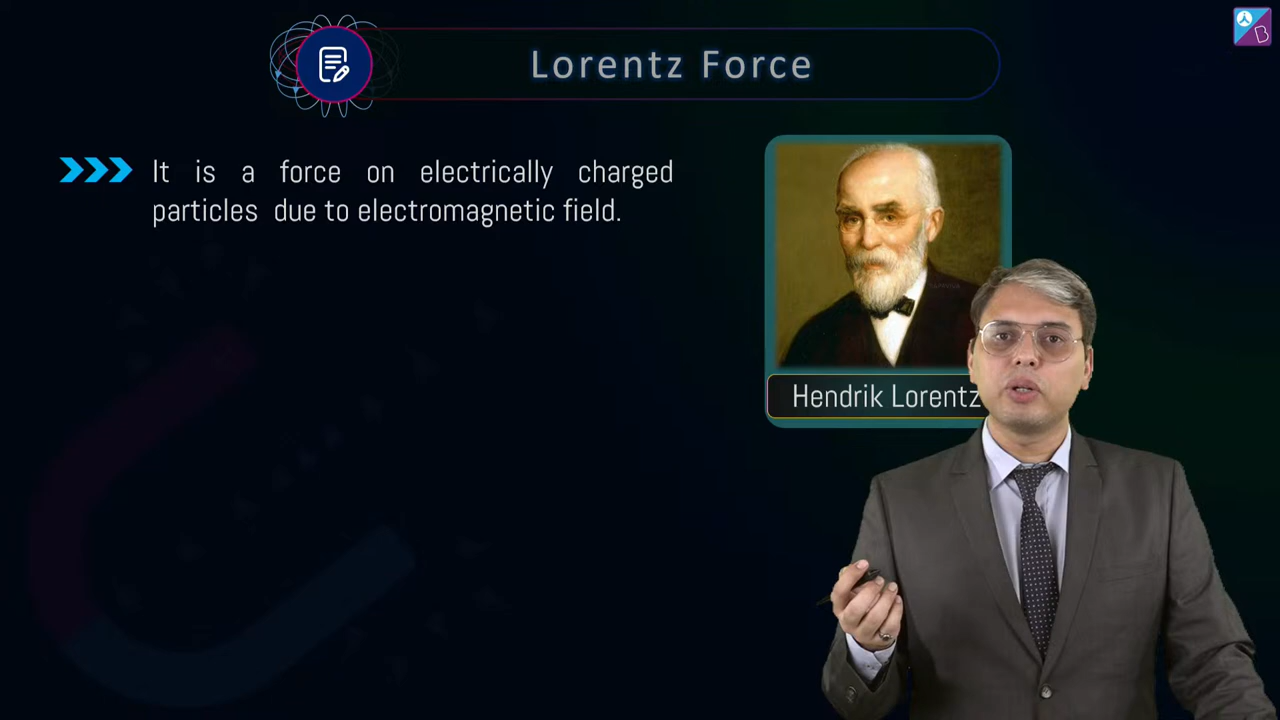 Lorentz Force
It is a force on electrically charged
particles due to electromagnetic field.
Hendrik Lorentz
B